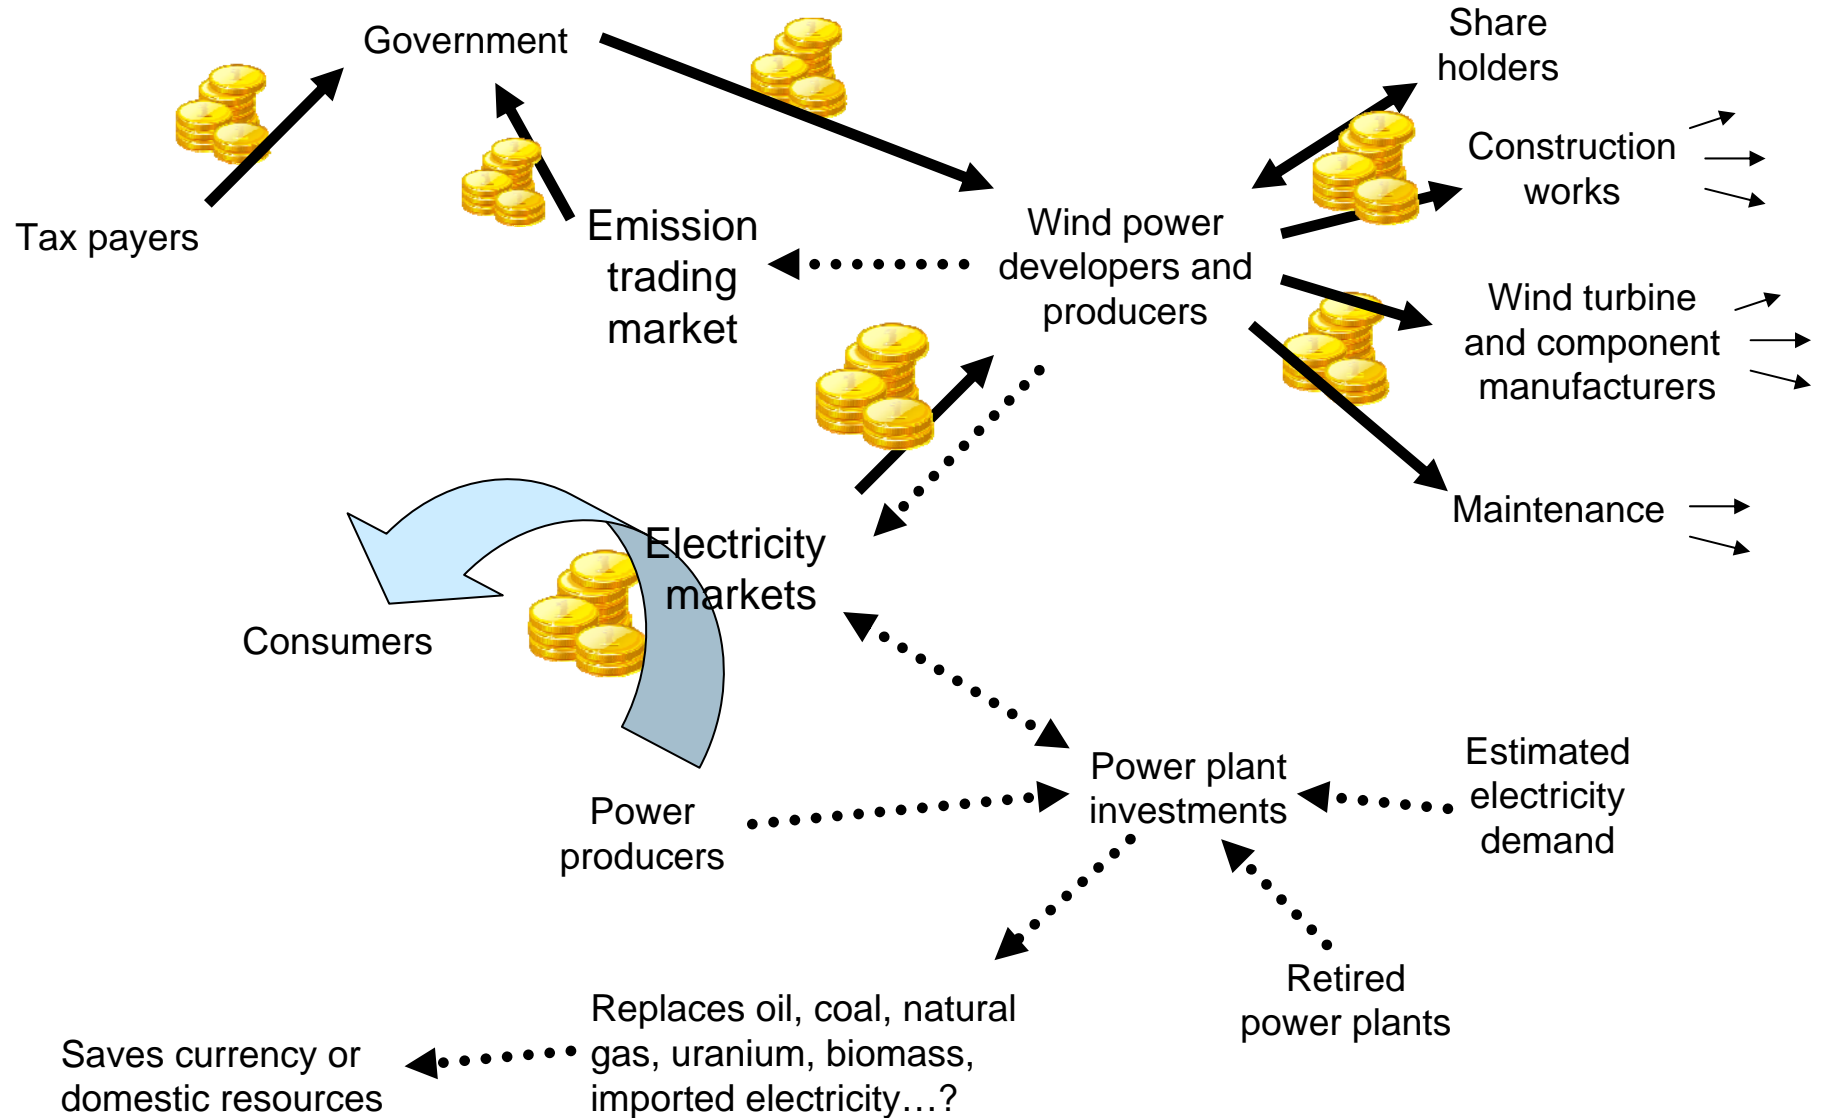 Government
Share
holders
Construction
works
Tax payers
Emission
trading
market
Wind power
developers and
producers
Wind turbine
and component
manufacturers
Maintenance
Electricity
markets
Consumers
Power
producers
Power plant
investments
Estimated
electricity
demand
Retired
power plants
Replaces oil, coal, natural
gas, uranium, biomass,
imported electricity…?
Saves currency or
domestic resources